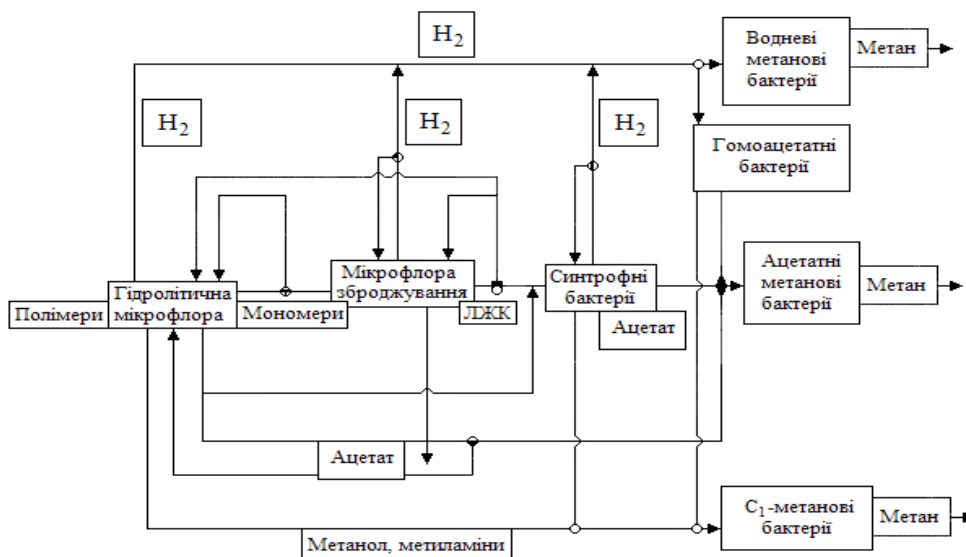 H₂
Водневі
метанові
бактерії
Метан
H₂
H₂
H₂
Гомоацетатні
бактерії
Полімери
Гідролітична
мікрофлора
Мономери
Мікрофлора
зброджування
ЛЖК
Синтрофні
бактерії
Ацетат
Ацетатні
метанові
бактерії
Метан
Ацетат
Метанол, метиламіни
C₁-метанові
бактерії
Метан